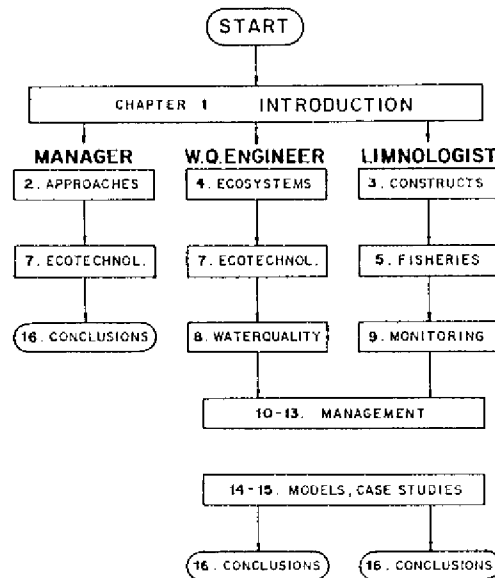 START
CHAPTER 1 INTRODUCTION
MANAGER W.Q. ENGINEER LIMNOLOGIST
2. APPROACHES 4. ECOSYSTEMS 3. CONSTRUCTS
7. ECOTECHNOL. 7. ECOTECHNOL. 5. FISHERIES
16. CONCLUSIONS 8. WATERQUALITY 9. MONITORING
10-13. MANAGEMENT
14-15. MODELS, CASE STUDIES
16. CONCLUSIONS 16. CONCLUSIONS